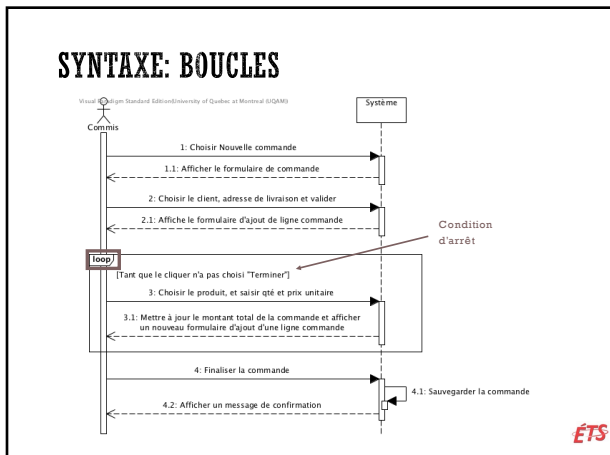 SYNTAXE: BOUCLES
Visual Paradigm Standard Edition(University of Quebec at Montreal (UQAM))
Commis
Système
1: Choisir Nouvelle commande
1.1: Afficher le formulaire de commande
2: Choisir le client, adresse de livraison et valider
2.1: Affiche le formulaire d'ajout de ligne commande
Condition
d'arrêt
loop
[Tant que le cliquer n'a pas choisi "Terminer"]
3: Choisir le produit, et saisir qté et prix unitaire
3.1: Mettre à jour le montant total de la commande et afficher
un nouveau formulaire d'ajout d'une ligne commande
4: Finaliser la commande
4.1: Sauvegarder la commande
4.2: Afficher un message de confirmation
ÉTS